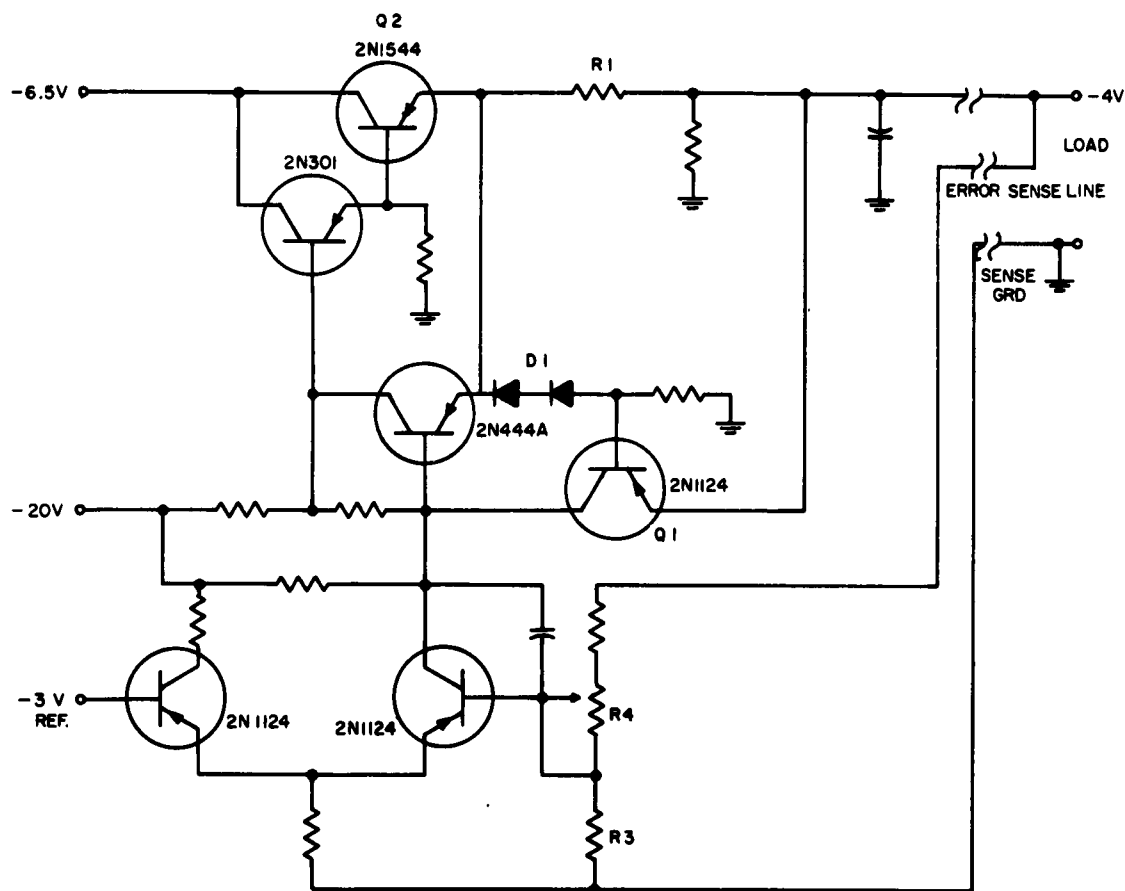 Q2
2N1544
-6.5V
R1
-4V
LOAD
2N301
ERROR SENSE LINE
SENSE
GRD
D1
2N444A
2N1124
Q1
-20V
-3 V
REF.
2N1124
2N1124
R4
R3